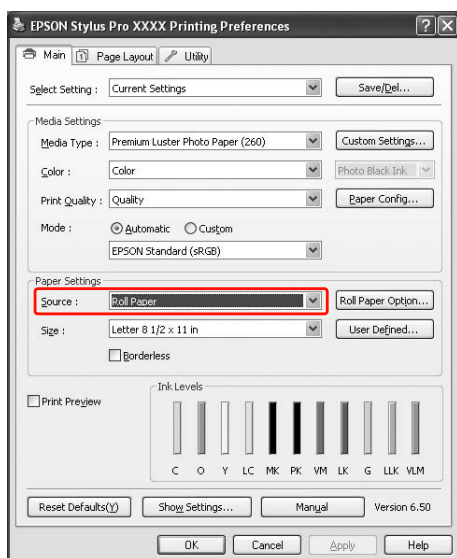 EPSON Stylus Pro XXXX Printing Preferences
Main Page Layout Utility
Select Setting : Current Settings Save/Del...
Media Settings
Media Type : Premium Luster Photo Paper (260) Custom Settings...
Color : Color Photo Black Ink
Print Quality : Quality Paper Config...
Mode : Automatic Custom
EPSON Standard (sRGB)
Paper Settings
Source : Roll Paper Roll Paper Option...
Size : Letter 8 1/2 x 11 in User Defined...
Borderless
Print Preview
Ink Levels
C O Y LC MK PK VM LK G LLK VLM
Reset Defaults(Y) Show Settings... Manual Version 6.50
OK Cancel Apply Help